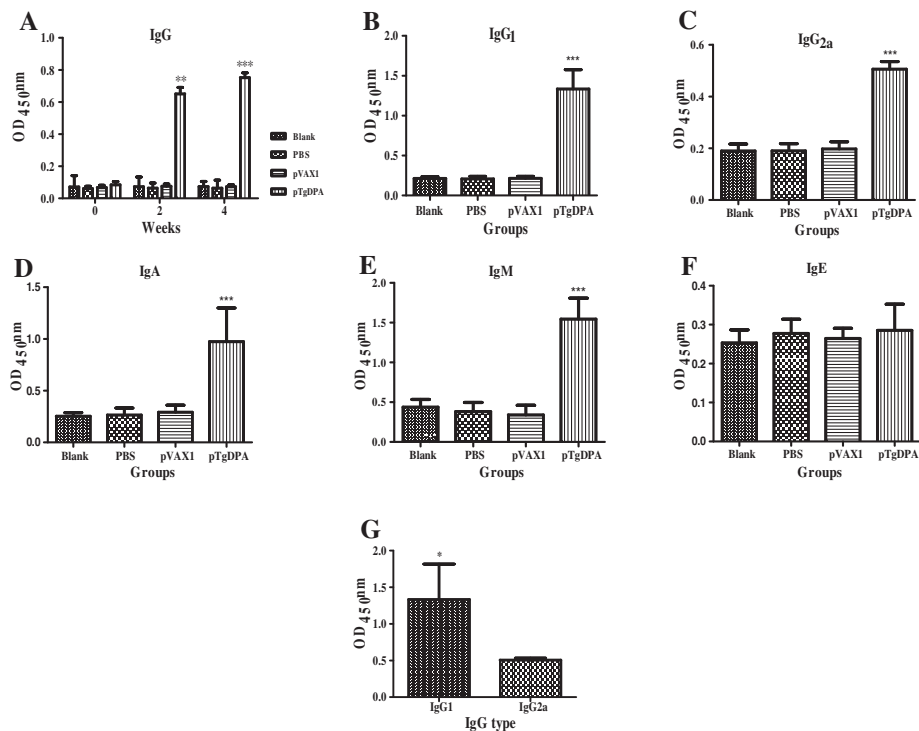 A
IgG
OD 450nm
1.0
0.8
0.6
0.4
0.2
0.0
**
***
0
2
4
Weeks
Blank
PBS
pVAX1
pTgDPA
B
IgG1
OD 450nm
2.0
1.5
1.0
0.5
0.0
***
Blank
PBS
pVAX1
pTgDPA
Groups
C
IgG2a
OD 450nm
0.6
0.4
0.2
0.0
***
Blank
PBS
pVAX1
pTgDPA
Groups
D
IgA
OD 450nm
1.5
1.0
0.5
0.0
***
Blank
PBS
pVAX1
pTgDPA
Groups
E
IgM
OD 450nm
2.0
1.5
1.0
0.5
0.0
***
Blank
PBS
pVAX1
pTgDPA
Groups
F
IgE
OD 450nm
0.4
0.3
0.2
0.1
0.0
Blank
PBS
pVAX1
pTgDPA
Groups
G
OD 450nm
2.0
1.5
1.0
0.5
0.0
*
IgG1
IgG2a
IgG type